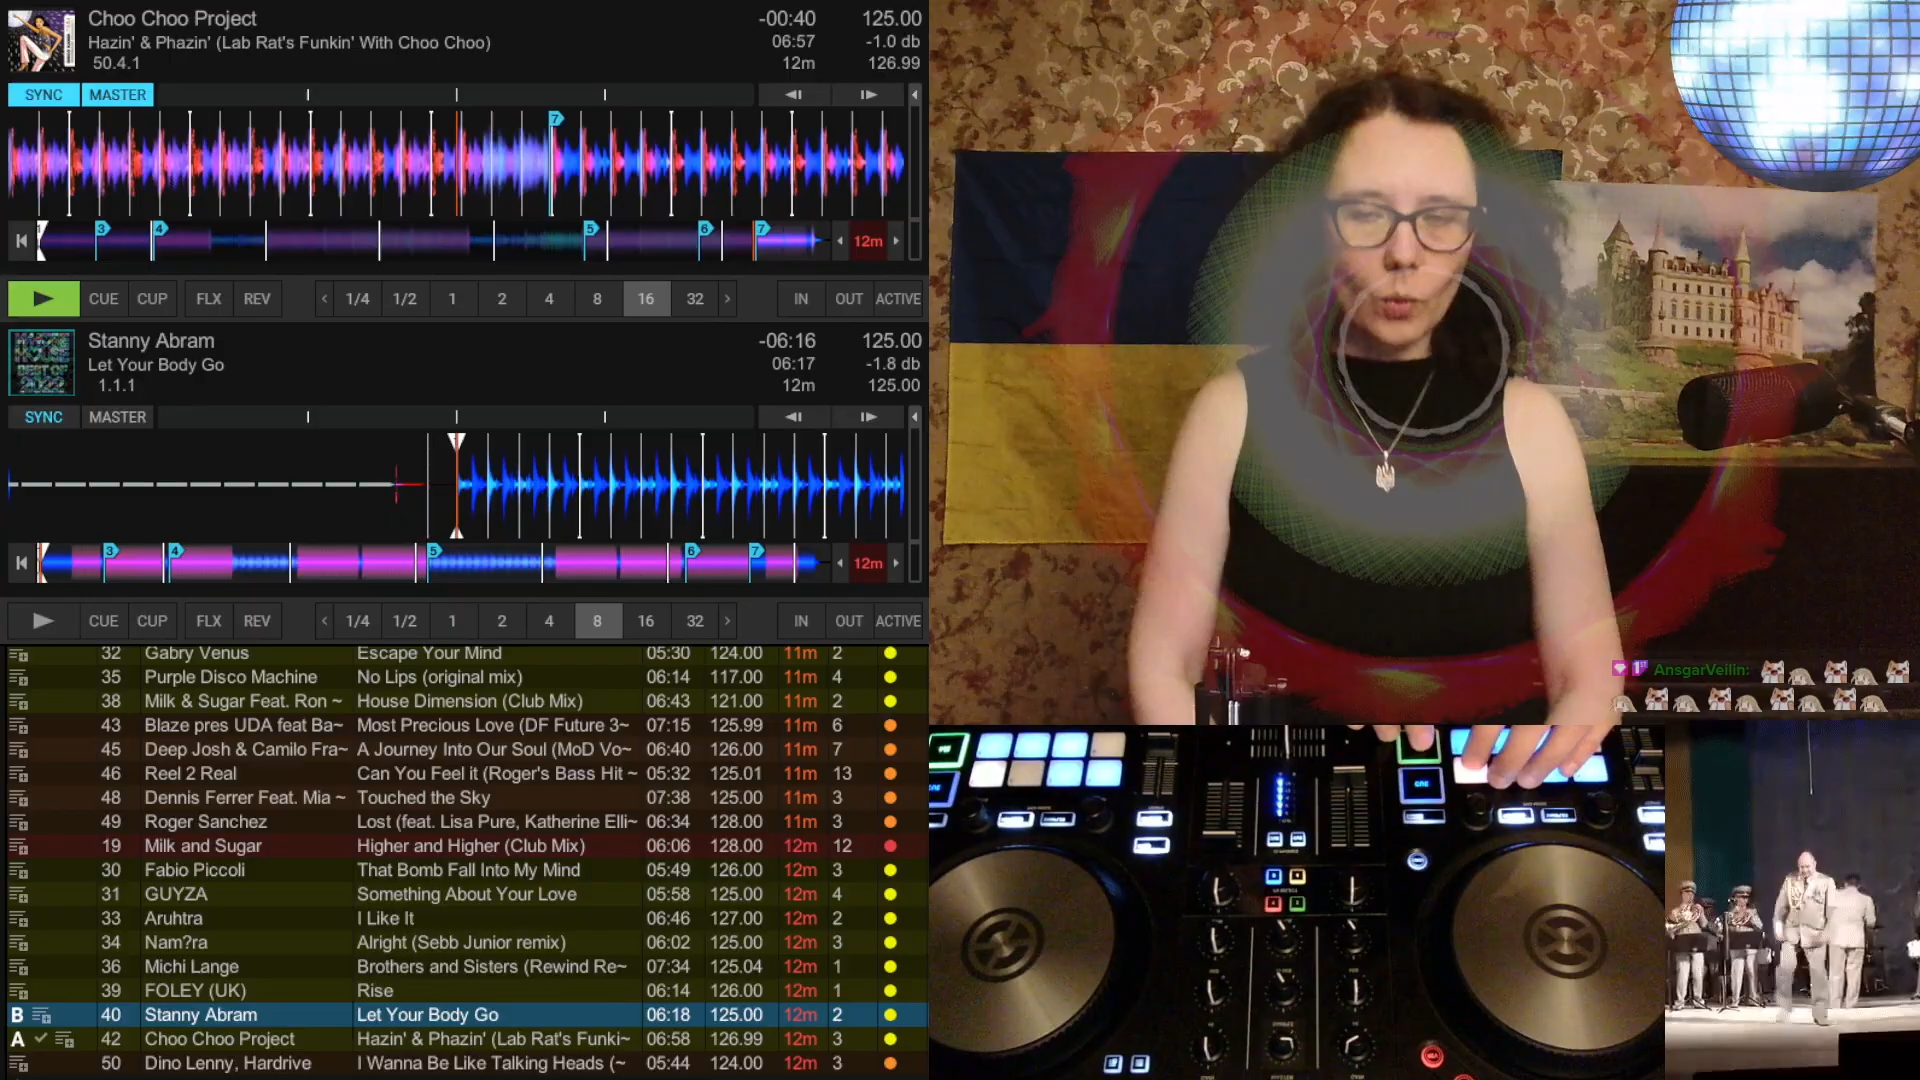 Choo Choo Project -00:40 125.00
Hazin' & Phazin' (Lab Rat's Funkin' With Choo Choo) 06:57 -1.0 db
50.4.1 12m 126.99
SYNC MASTER
7
3 4 5 6 7 12m
CUE CUP FLX REV 1/4 1/2 1 2 4 8 16 32 IN OUT ACTIVE
Stanny Abram -06:16 125.00
Let Your Body Go 06:17 -1.8 db
1.1.1 12m 125.00
SYNC MASTER
3 4 5 6 7 12m
CUE CUP FLX REV 1/4 1/2 1 2 4 8 16 32 IN OUT ACTIVE
32 Gabry Venus Escape Your Mind 05:30 124.00 11m 2
35 Purple Disco Machine No Lips (original mix) 06:14 117.00 11m 4
38 Milk & Sugar Feat. Ron ~ House Dimension (Club Mix) 06:43 121.00 11m 2
43 Blaze pres UDA feat Ba~ Most Precious Love (DF Future 3~ 07:15 125.99 11m 6
45 Deep Josh & Camilo Fra~ A Journey Into Our Soul (MoD Vo~ 06:40 126.00 11m 7
46 Reel 2 Real Can You Feel it (Roger's Bass Hit ~ 05:32 125.01 11m 13
48 Dennis Ferrer Feat. Mia ~ Touched the Sky 07:38 125.00 11m 3
49 Roger Sanchez Lost (feat. Lisa Pure, Katherine Elli~ 06:34 128.00 11m 3
19 Milk and Sugar Higher and Higher (Club Mix) 06:06 128.00 12m 12
30 Fabio Piccoli That Bomb Fall Into My Mind 05:49 126.00 12m 3
31 GUYZA Something About Your Love 05:58 125.00 12m 4
33 Aruhtra I Like It 06:46 127.00 12m 2
34 Nam?ra Alright (Sebb Junior remix) 06:02 125.00 12m 3
36 Michi Lange Brothers and Sisters (Rewind Re~ 07:34 125.04 12m 1
39 FOLEY (UK) Rise 06:14 126.00 12m 1
B 40 Stanny Abram Let Your Body Go 06:18 125.00 12m 2
A 42 Choo Choo Project Hazin' & Phazin' (Lab Rat's Funki~ 06:58 126.99 12m 3
50 Dino Lenny, Hardrive I Wanna Be Like Talking Heads (~ 05:44 124.00 12m 3
AnsgarVeilin:
CUE